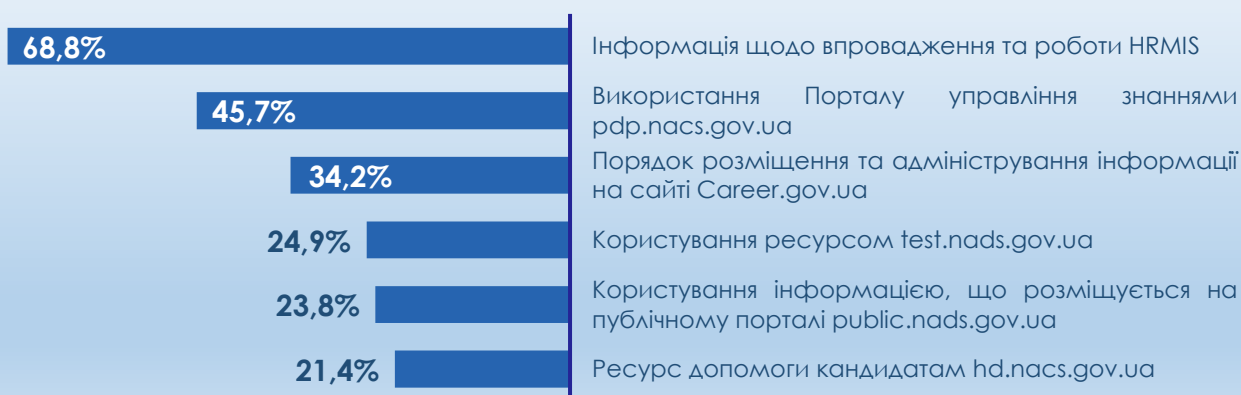 68,8%
Інформація щодо впровадження та роботи HRMIS
45,7%
Використання Порталу управління знаннями
pdp.nacs.gov.ua
34,2%
Порядок розміщення та адміністрування інформації
на сайті Career.gov.ua
24,9%
Користування ресурсом test.nads.gov.ua
23,8%
Користування інформацією, що розміщується на
публічному порталі public.nads.gov.ua
21,4%
Ресурс допомоги кандидатам hd.nacs.gov.ua